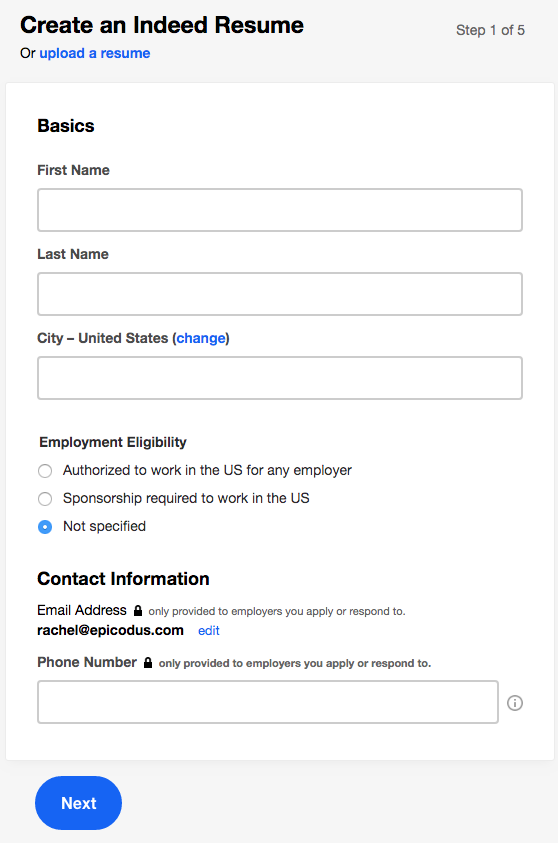 Create an Indeed Resume
Step 1 of 5
Or upload a resume
Basics
First Name
Last Name
City – United States (change)
Employment Eligibility
Authorized to work in the US for any employer
Sponsorship required to work in the US
Not specified
Contact Information
Email Address only provided to employers you apply or respond to.
rachel@epicodus.com edit
Phone Number only provided to employers you apply or respond to.
Next